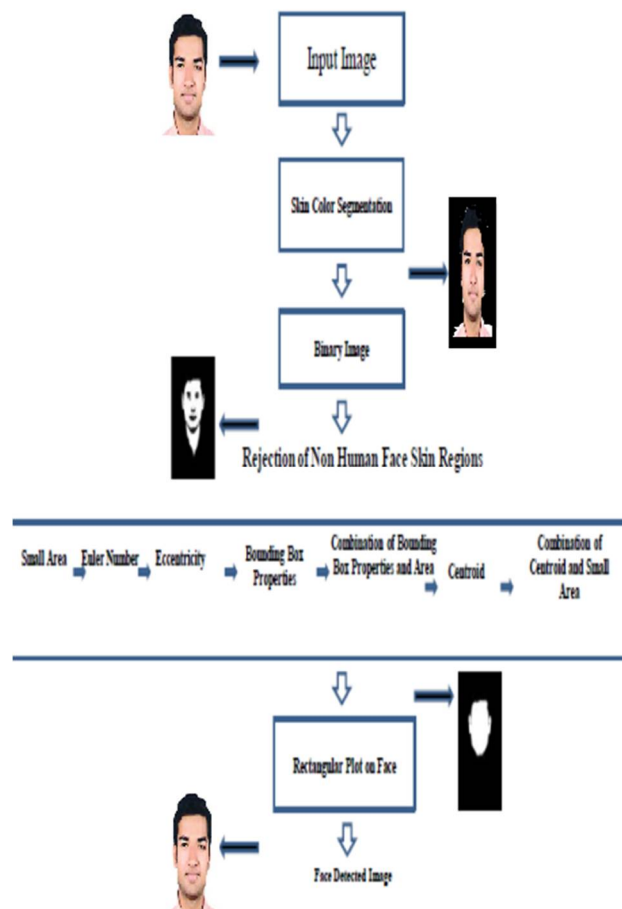 Input Image
Skin Color Segmentation
Binary Image
Rejection of Non Human Face Skin Regions
Small Area
Euler Number
Eccentricity
Bounding Box
Properties
Combination of Bounding
Box Properties and Area
Centroid
Combination of
Centroid and Small
Area
Rectangular Plot on Face
Face Detected Image